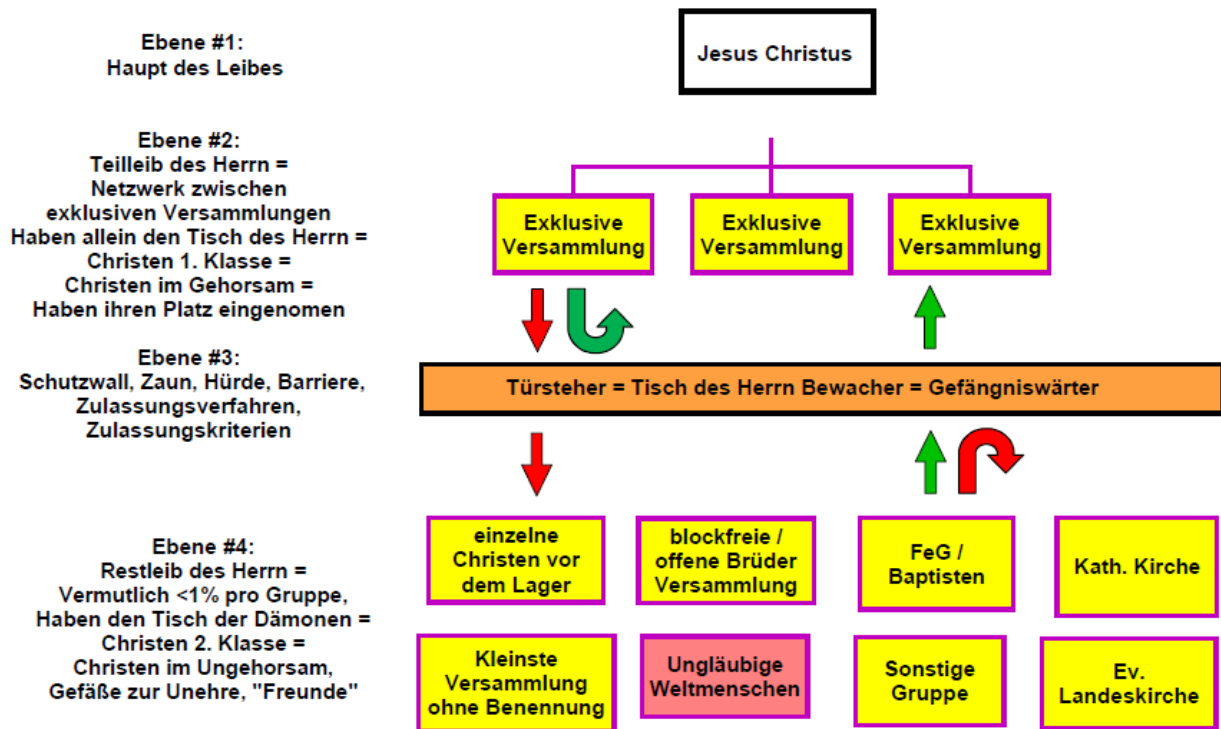 Ebene #1:
Haupt des Leibes
Jesus Christus
Ebene #2:
Teilleib des Herrn =
Netzwerk zwischen
exklusiven Versammlungen
Haben allein den Tisch des Herrn =
Christen 1. Klasse =
Christen im Gehorsam =
Haben ihren Platz eingenomen
Exklusive
Versammlung
Exklusive
Versammlung
Exklusive
Versammlung
Ebene #3:
Schutzwall, Zaun, Hürde, Barriere,
Zulassungsverfahren,
Zulassungskriterien
Türsteher = Tisch des Herrn Bewacher = Gefängniswärter
Ebene #4:
Restleib des Herrn =
Vermutlich <1% pro Gruppe,
Haben den Tisch der Dämonen =
Christen 2. Klasse =
Christen im Ungehorsam,
Gefäße zur Unehre, "Freunde"
einzelne
Christen vor
dem Lager
blockfreie /
offene Brüder
Versammlung
FeG /
Baptisten
Kath. Kirche
Kleinste
Versammlung
ohne Benennung
Ungläubige
Weltmenschen
Sonstige
Gruppe
Ev.
Landeskirche